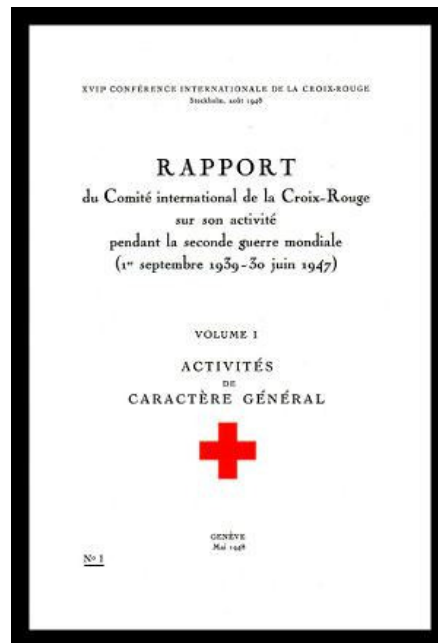 XVIIᵉ CONFÉRENCE INTERNATIONALE DE LA CROIX-ROUGE
Stockholm, août 1948
RAPPORT
du Comité international de la Croix-Rouge
sur son activité
pendant la seconde guerre mondiale
(1ᵉʳ septembre 1939-30 juin 1947)
VOLUME I
ACTIVITÉS
DE
CARACTÈRE GÉNÉRAL
GENÈVE
Mai 1948
Nº 1